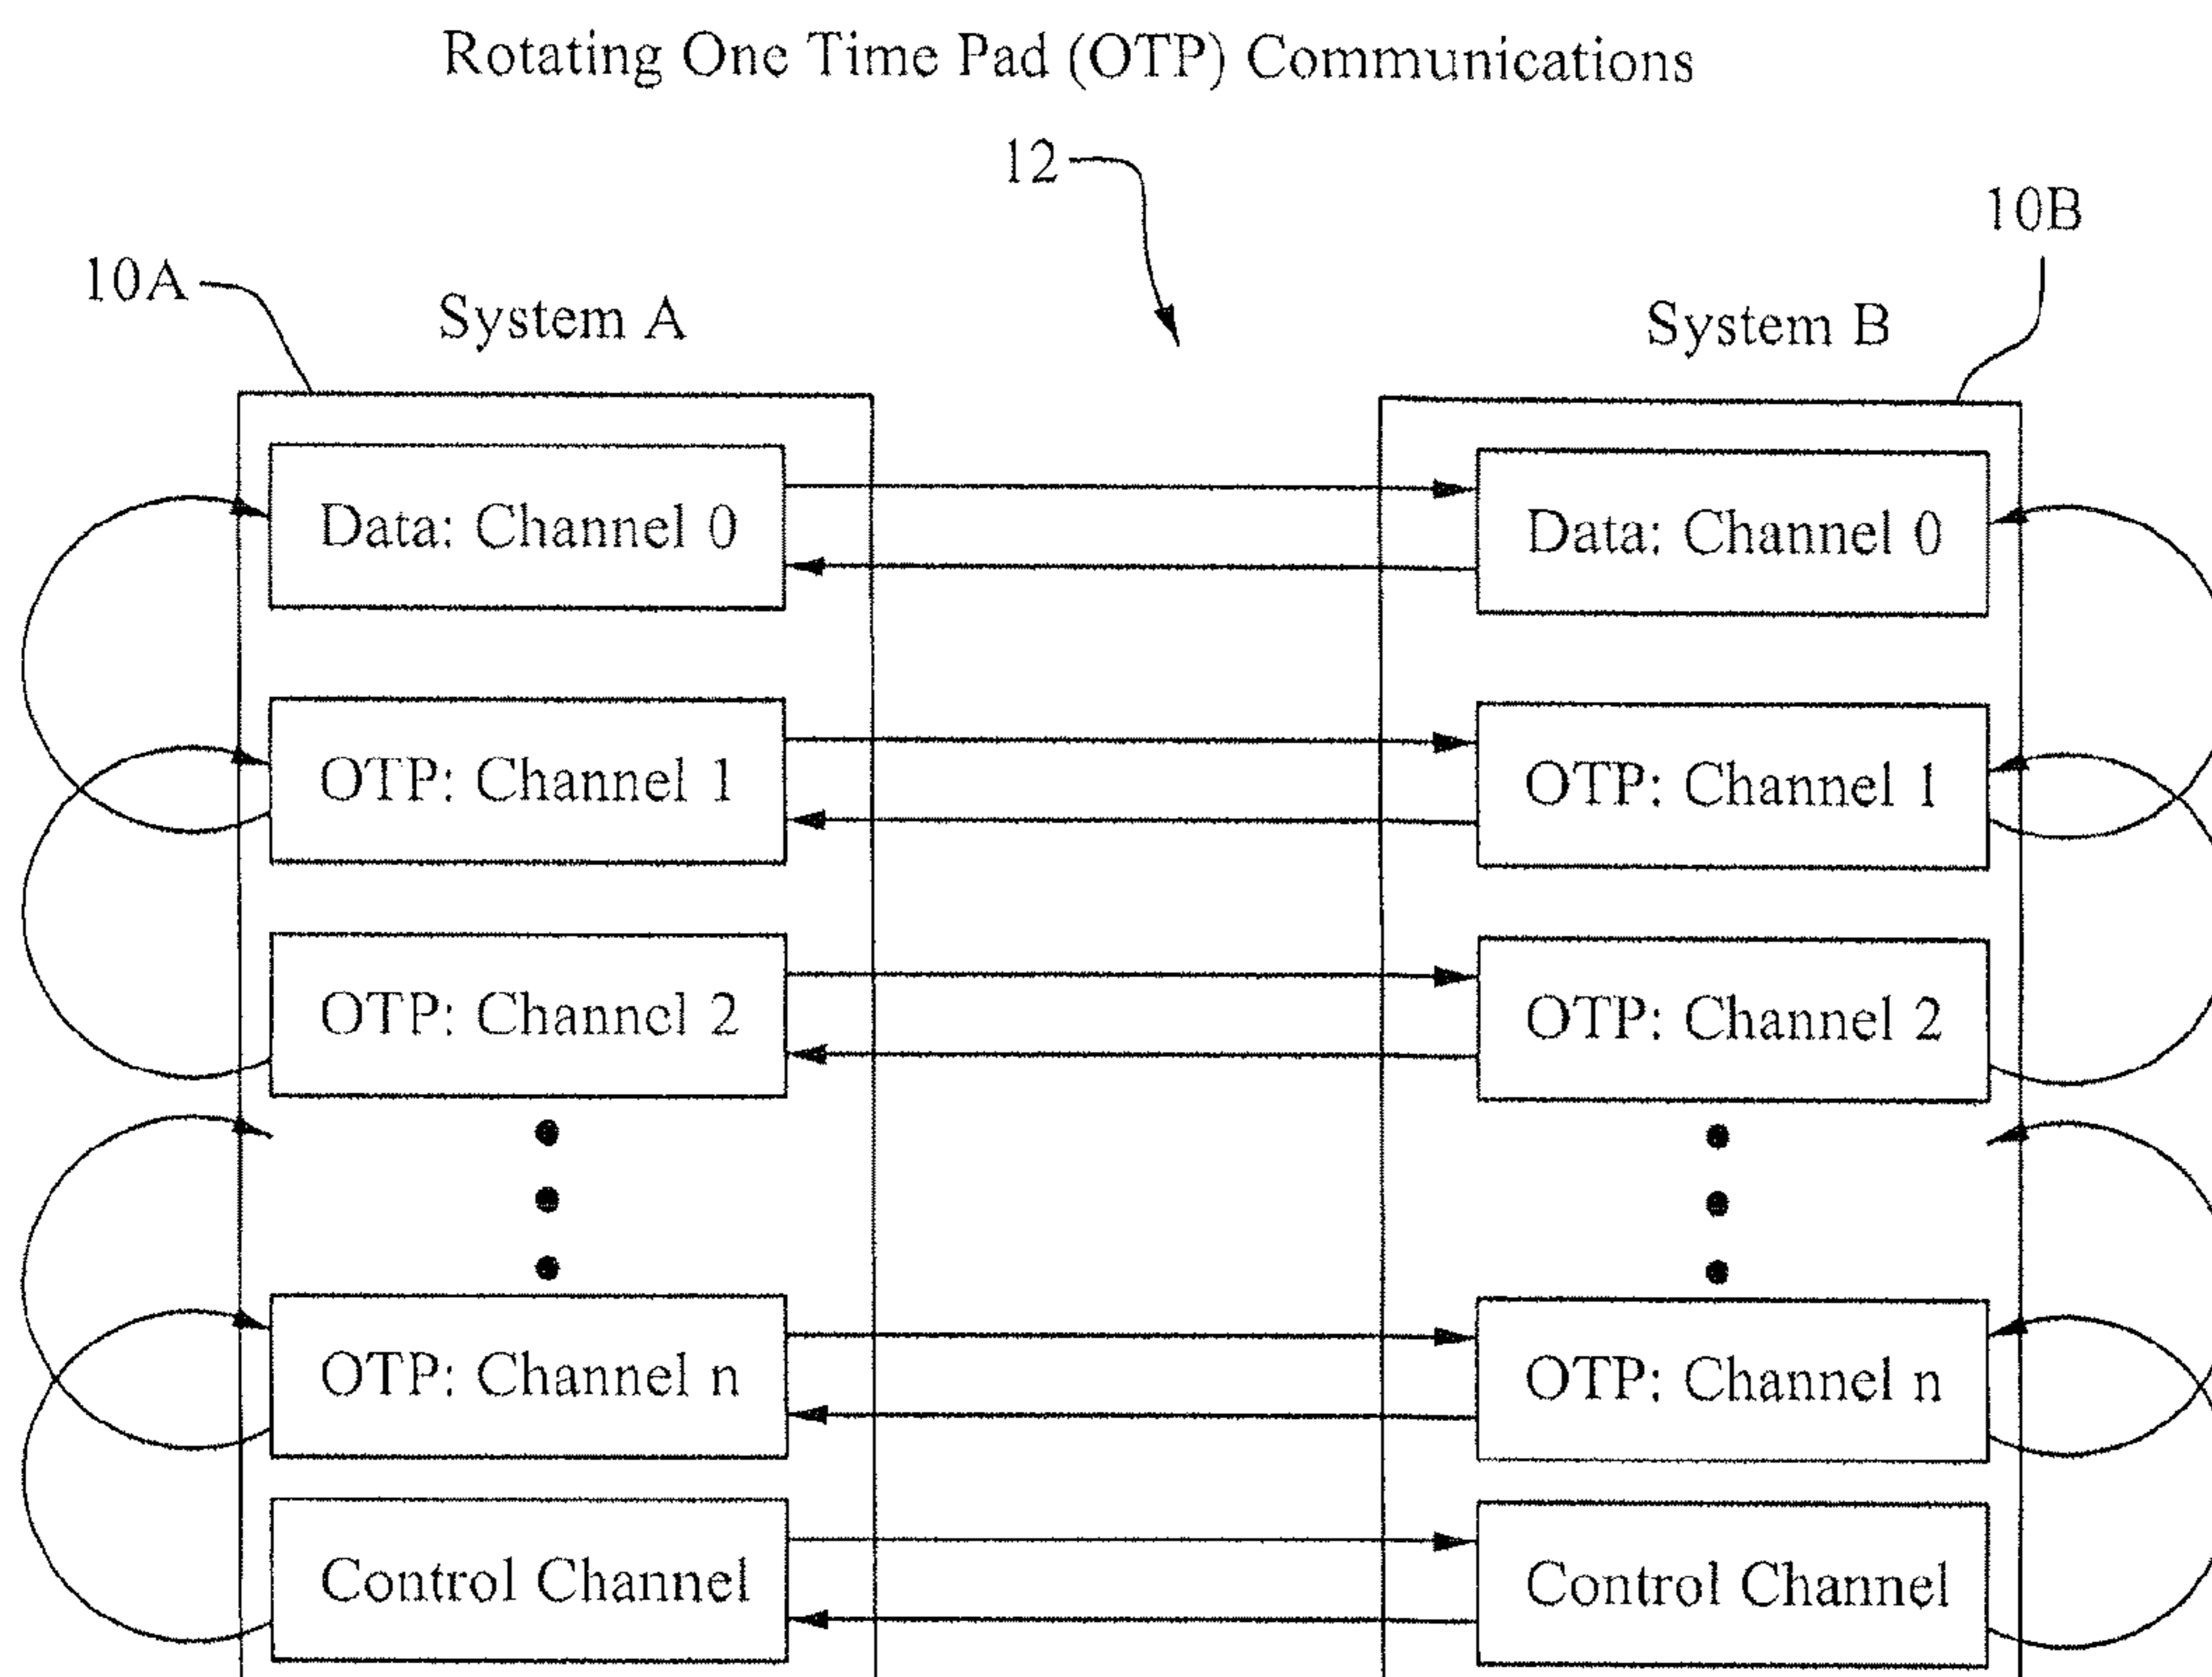 Rotating One Time Pad (OTP) Communications
12
10B
10A
System A
System B
Data: Channel 0
Data: Channel 0
OTP: Channel 1
OTP: Channel 1
OTP: Channel 2
OTP: Channel 2
OTP: Channel n
OTP: Channel n
Control Channel
Control Channel